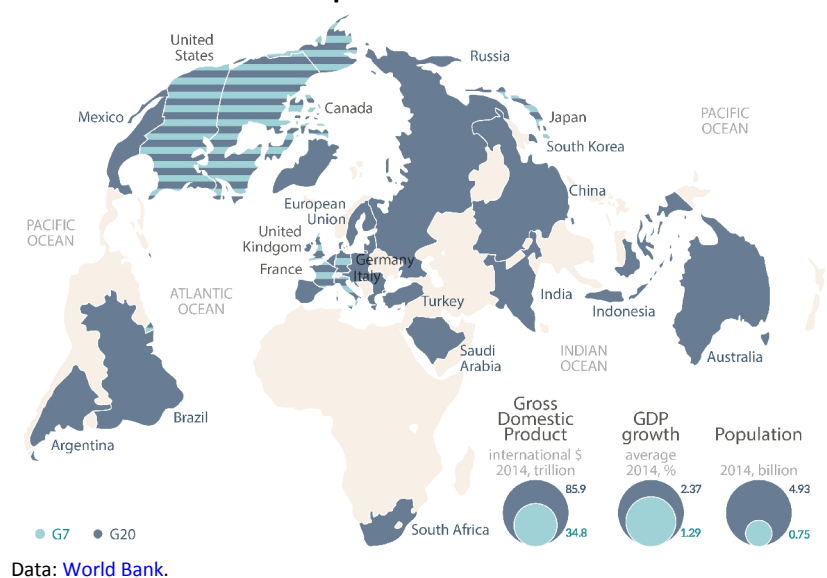 United
States
Russia
Canada
Mexico
Japan
South Korea
PACIFIC
OCEAN
China
European
Union
United
Kindgom
France
Germany
Italy
PACIFIC
OCEAN
ATLANTIC
OCEAN
Turkey
India
Indonesia
Saudi
Arabia
INDIAN
OCEAN
Australia
Brazil
Argentina
South Africa
Gross
Domestic
Product
international $
2014, trillion
85.9
34.8
GDP
growth
average
2014, %
2.37
1.29
Population
2014, billion
4.93
0.75
G7
G20
Data: World Bank.